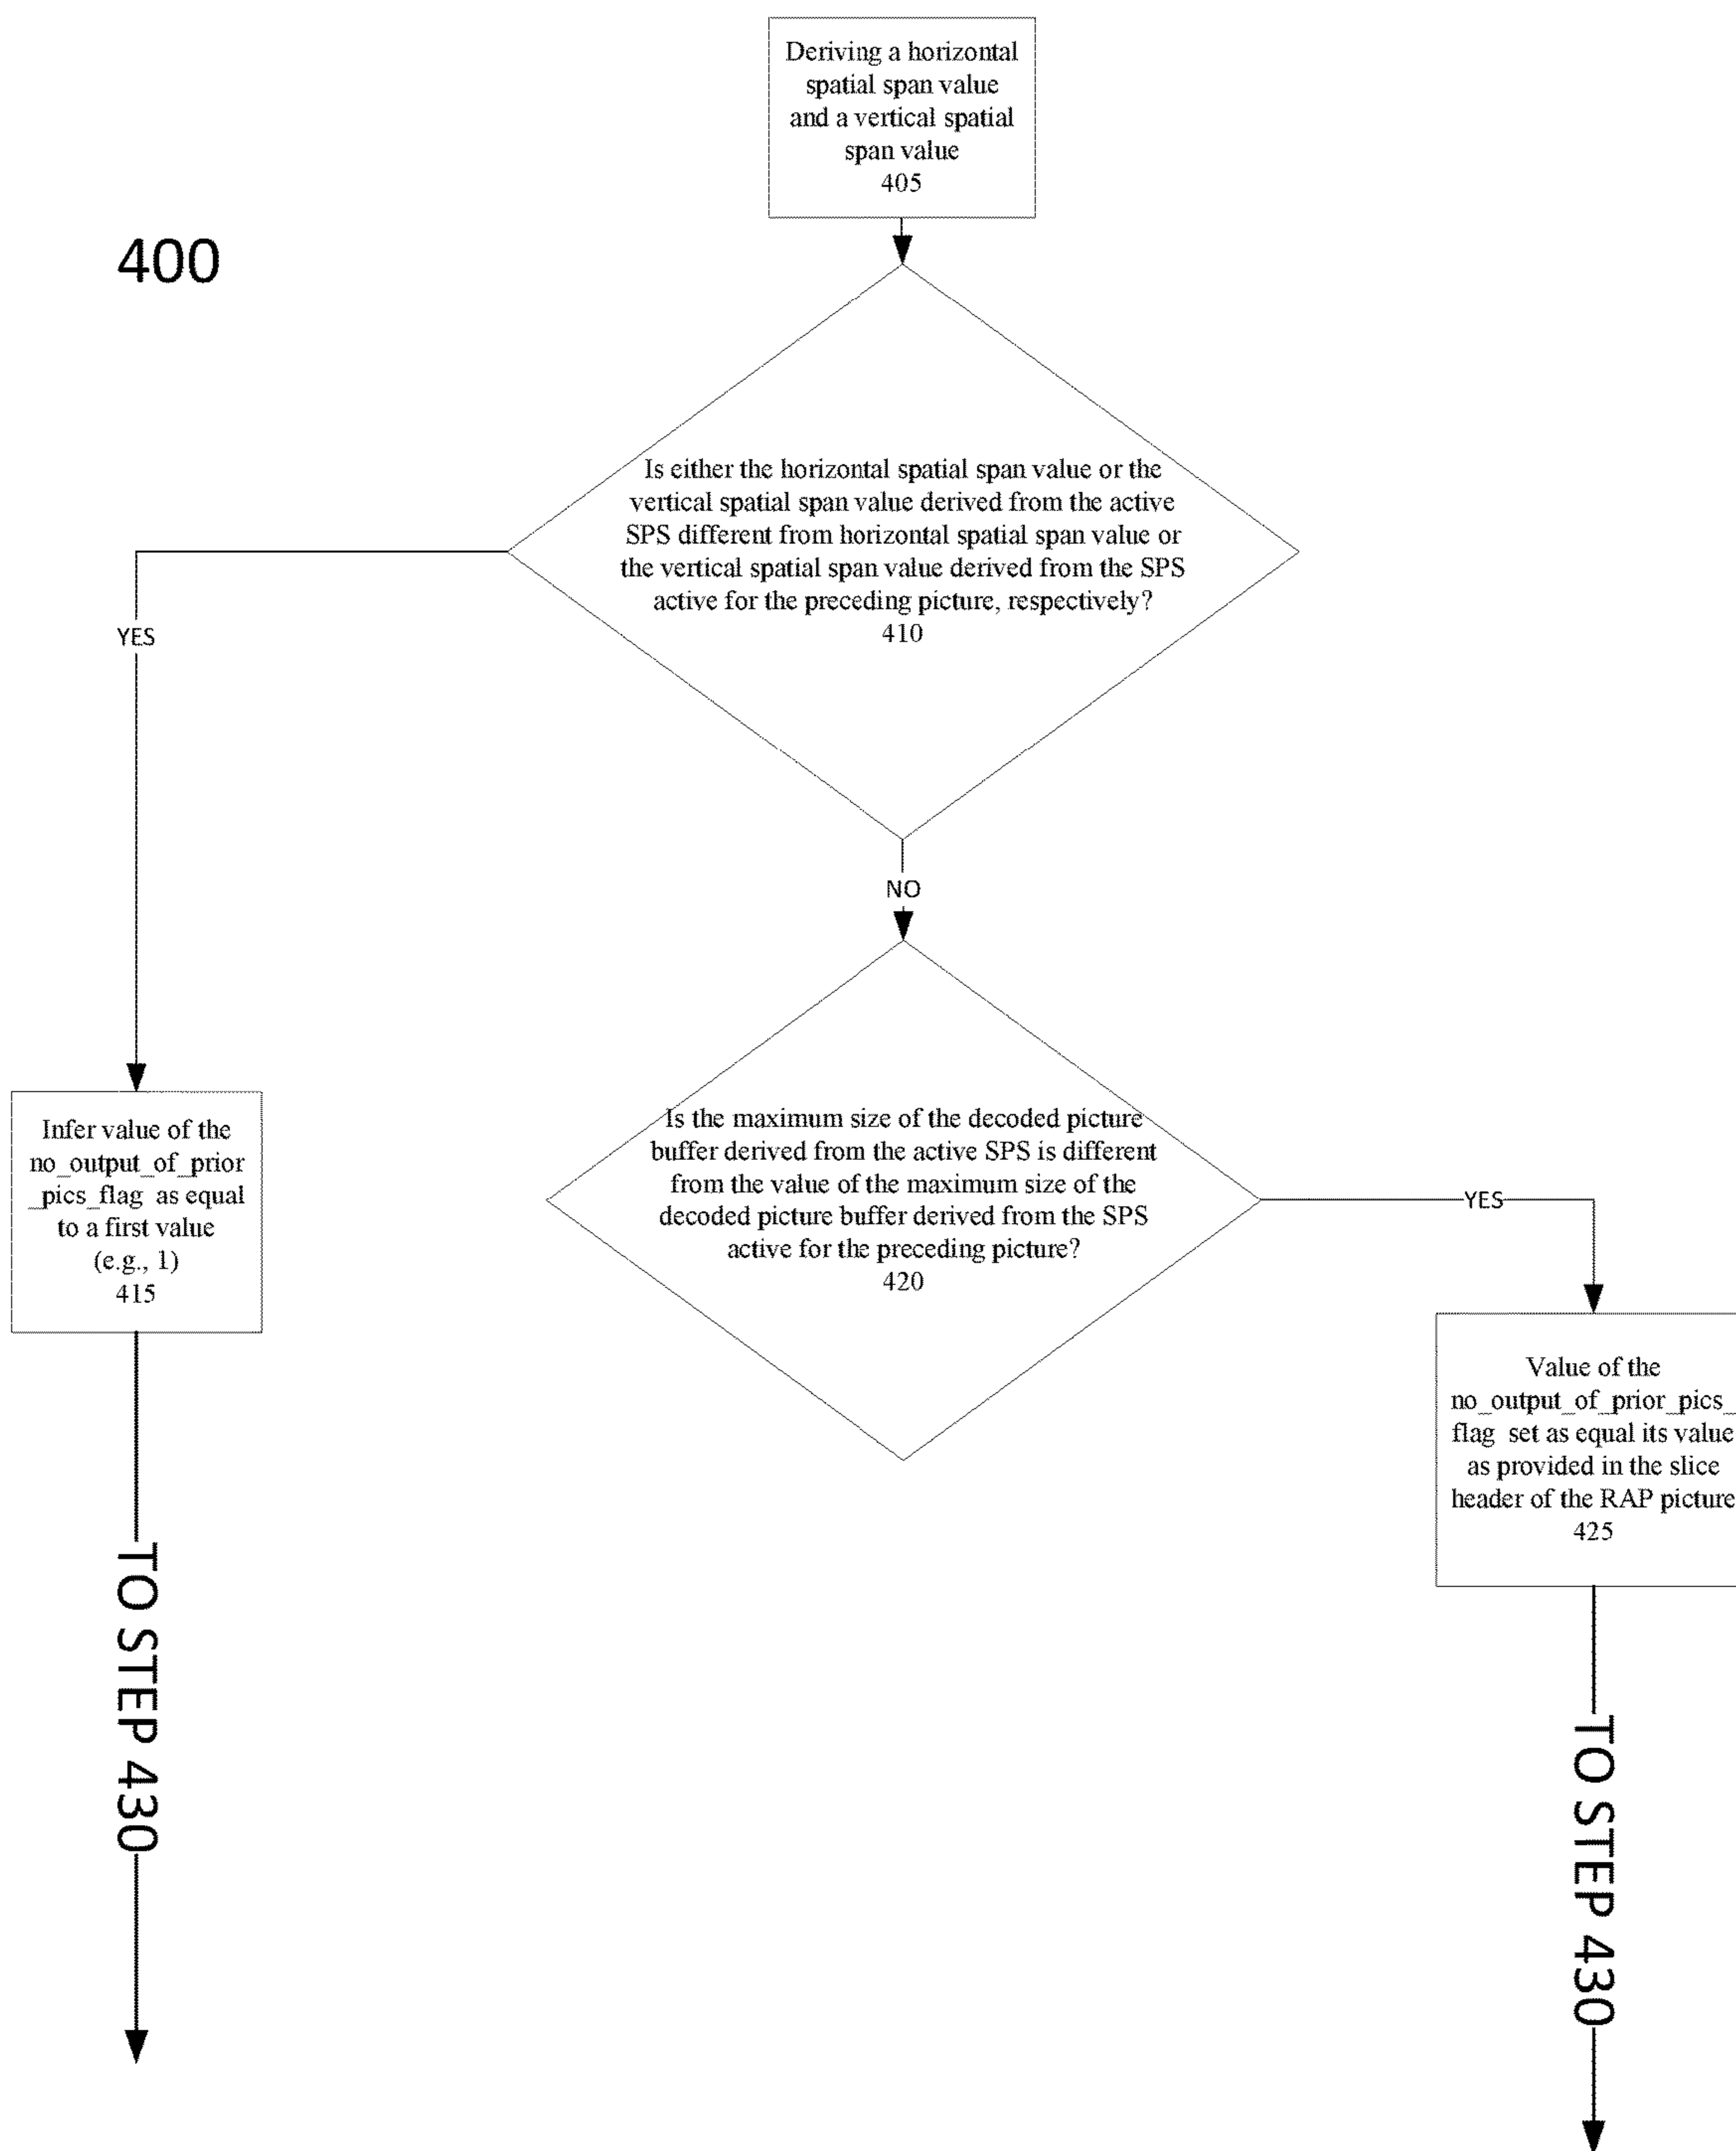 Deriving a horizontal
spatial span value
and a vertical spatial
span value
405
400
Is either the horizontal spatial span value or the
vertical spatial span value derived from the active
SPS different from horizontal spatial span value or
the vertical spatial span value derived from the SPS
active for the preceding picture, respectively?
410
YES
NO
Infer value of the
no_output_of_prior
_pics_flag as equal
to a first value
(e.g., 1)
415
Is the maximum size of the decoded picture
buffer derived from the active SPS is different
from the value of the maximum size of the
decoded picture buffer derived from the SPS
active for the preceding picture?
420
YES
Value of the
no_output_of_prior_pics_
flag set as equal its value
as provided in the slice
header of the RAP picture
425
TO STEP 430
TO STEP 430